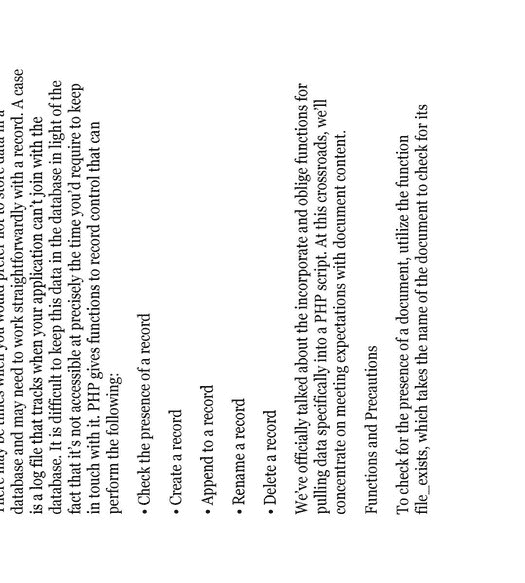 database and may need to work straightforwardly with a record. A case
is a log file that tracks when your application can't join with the
database. It is difficult to keep this data in the database in light of the
fact that it's not accessible at precisely the time you'd require to keep
in touch with it. PHP gives functions to record control that can
perform the following:
• Check the presence of a record
• Create a record
• Append to a record
• Rename a record
• Delete a record
We've officially talked about the incorporate and oblige functions for
pulling data specifically into a PHP script. At this crossroads, we'll
concentrate on meeting expectations with document content.
Functions and Precautions
To check for the presence of a document, utilize the function
file_exists, which takes the name of the document to check for its